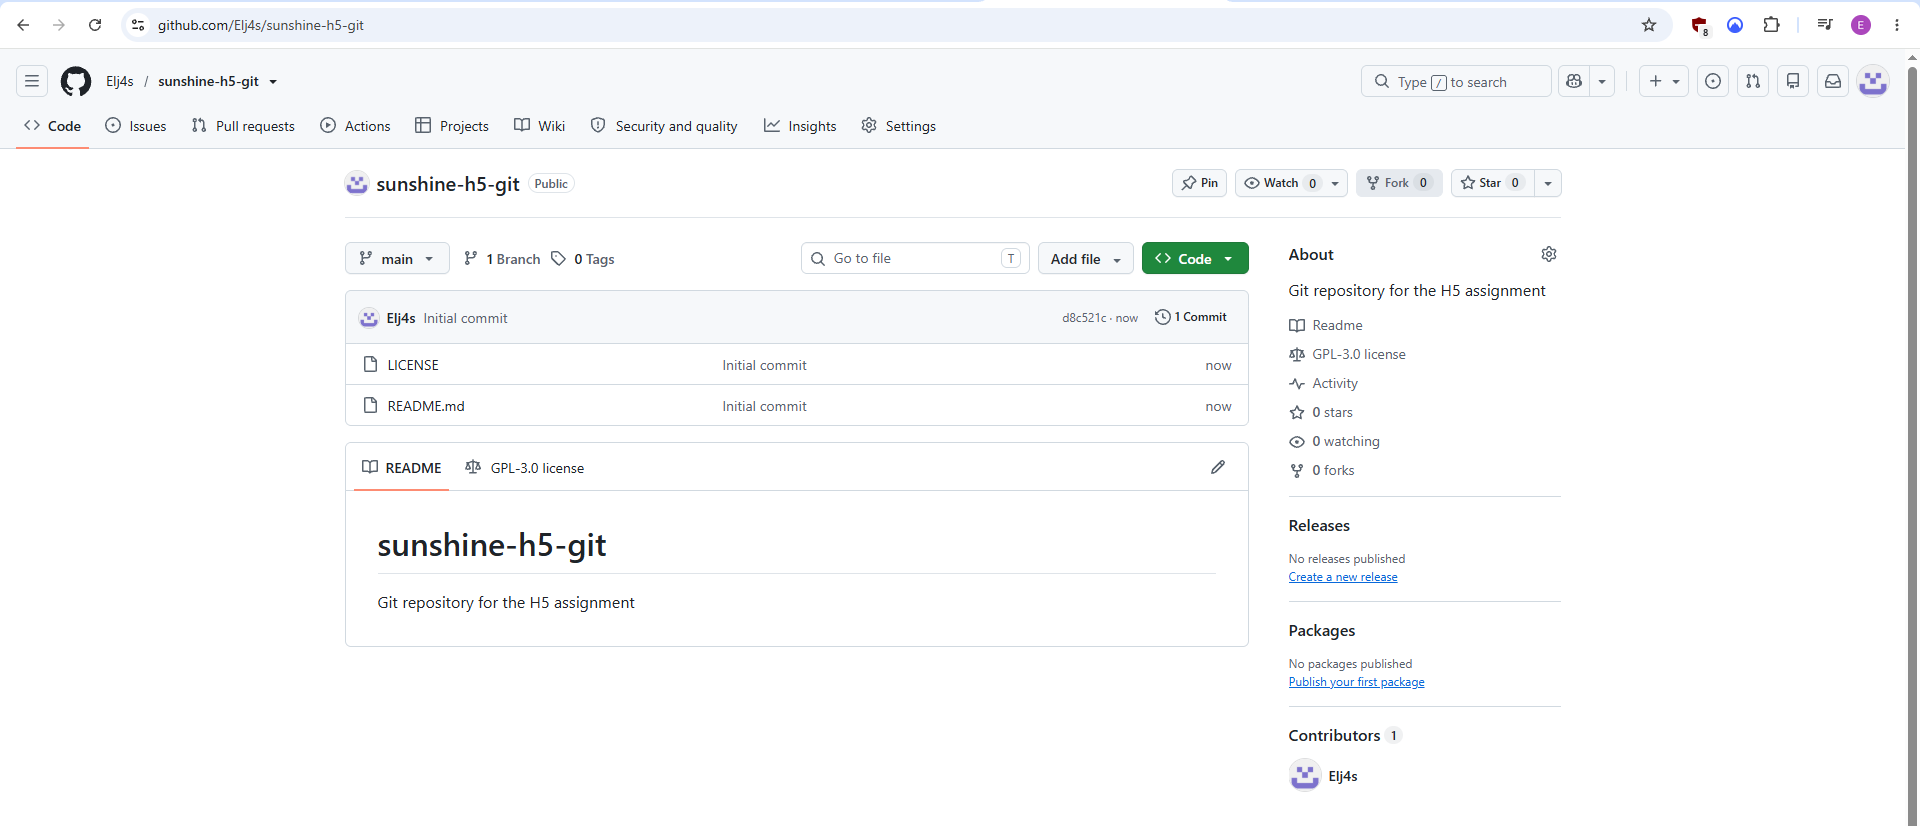 github.com/Elj4s/sunshine-h5-git
8
E
Elj4s / sunshine-h5-git
Type / to search
Code Issues Pull requests Actions Projects Wiki Security and quality Insights Settings
sunshine-h5-git Public
Pin Watch 0 Fork 0 Star 0
main 1 Branch 0 Tags Go to file T Add file Code
Elj4s Initial commit d8c521c · now 1 Commit
LICENSE Initial commit now
README.md Initial commit now
README GPL-3.0 license
sunshine-h5-git
Git repository for the H5 assignment
About
Git repository for the H5 assignment
Readme
GPL-3.0 license
Activity
0 stars
0 watching
0 forks
Releases
No releases published
Create a new release
Packages
No packages published
Publish your first package
Contributors 1
Elj4s